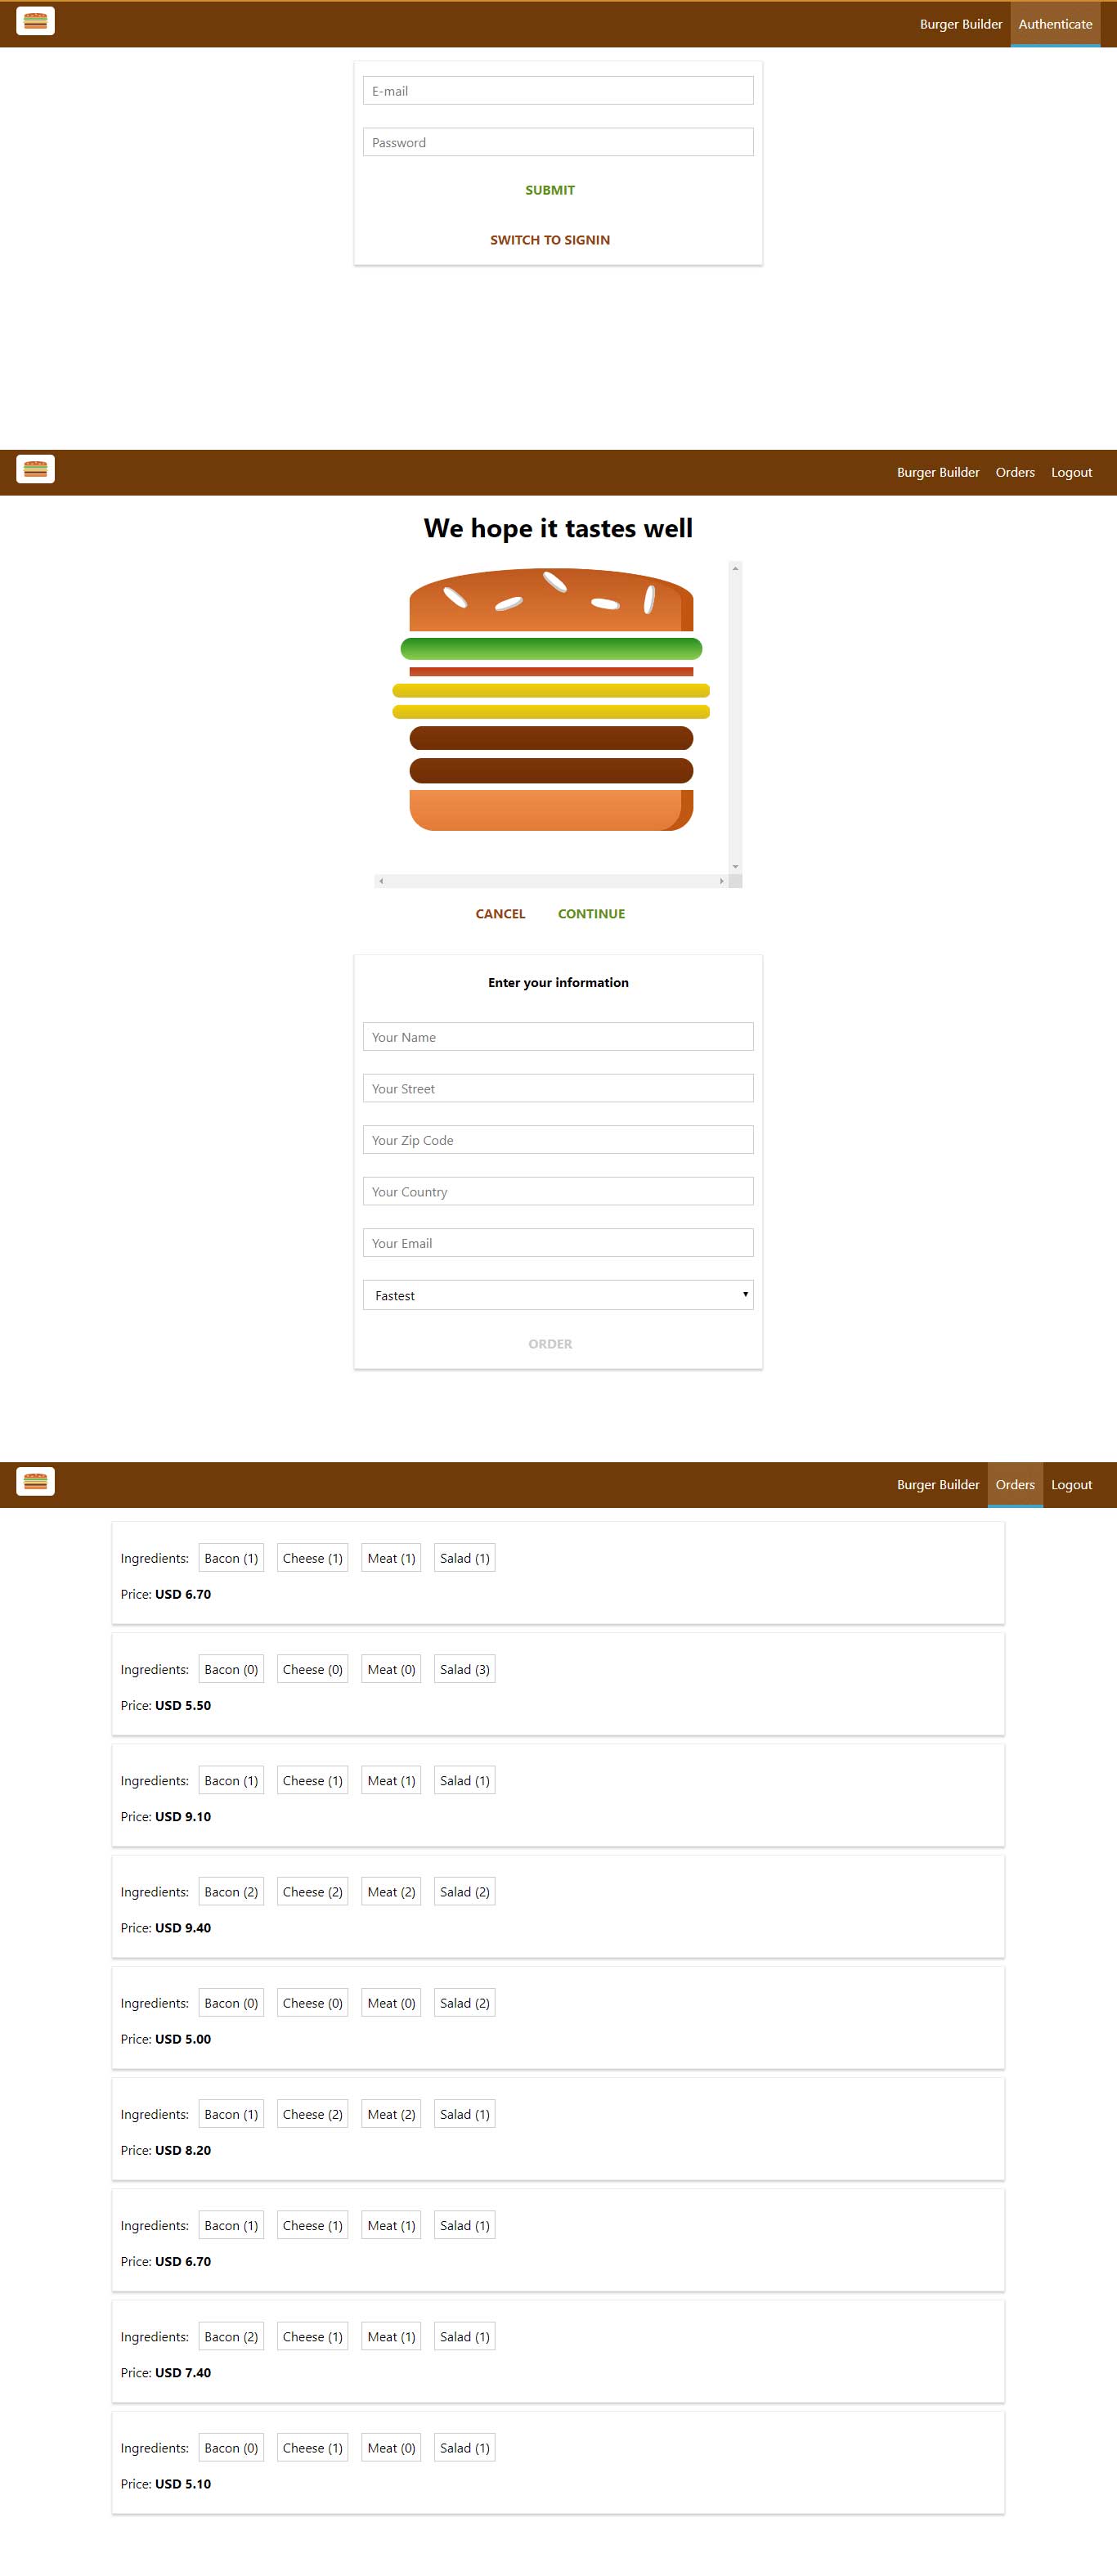 Burger Builder Authenticate
E-mail
Password
SUBMIT
SWITCH TO SIGNIN
Burger Builder Orders Logout
We hope it tastes well
CANCEL CONTINUE
Enter your information
Your Name
Your Street
Your Zip Code
Your Country
Your Email
Fastest
ORDER
Burger Builder Orders Logout
Ingredients: Bacon (1) Cheese (1) Meat (1) Salad (1)
Price: USD 6.70
Ingredients: Bacon (0) Cheese (0) Meat (0) Salad (3)
Price: USD 5.50
Ingredients: Bacon (1) Cheese (1) Meat (1) Salad (1)
Price: USD 9.10
Ingredients: Bacon (2) Cheese (2) Meat (2) Salad (2)
Price: USD 9.40
Ingredients: Bacon (0) Cheese (0) Meat (0) Salad (2)
Price: USD 5.00
Ingredients: Bacon (1) Cheese (2) Meat (2) Salad (1)
Price: USD 8.20
Ingredients: Bacon (1) Cheese (1) Meat (1) Salad (1)
Price: USD 6.70
Ingredients: Bacon (2) Cheese (1) Meat (1) Salad (1)
Price: USD 7.40
Ingredients: Bacon (0) Cheese (1) Meat (0) Salad (1)
Price: USD 5.10